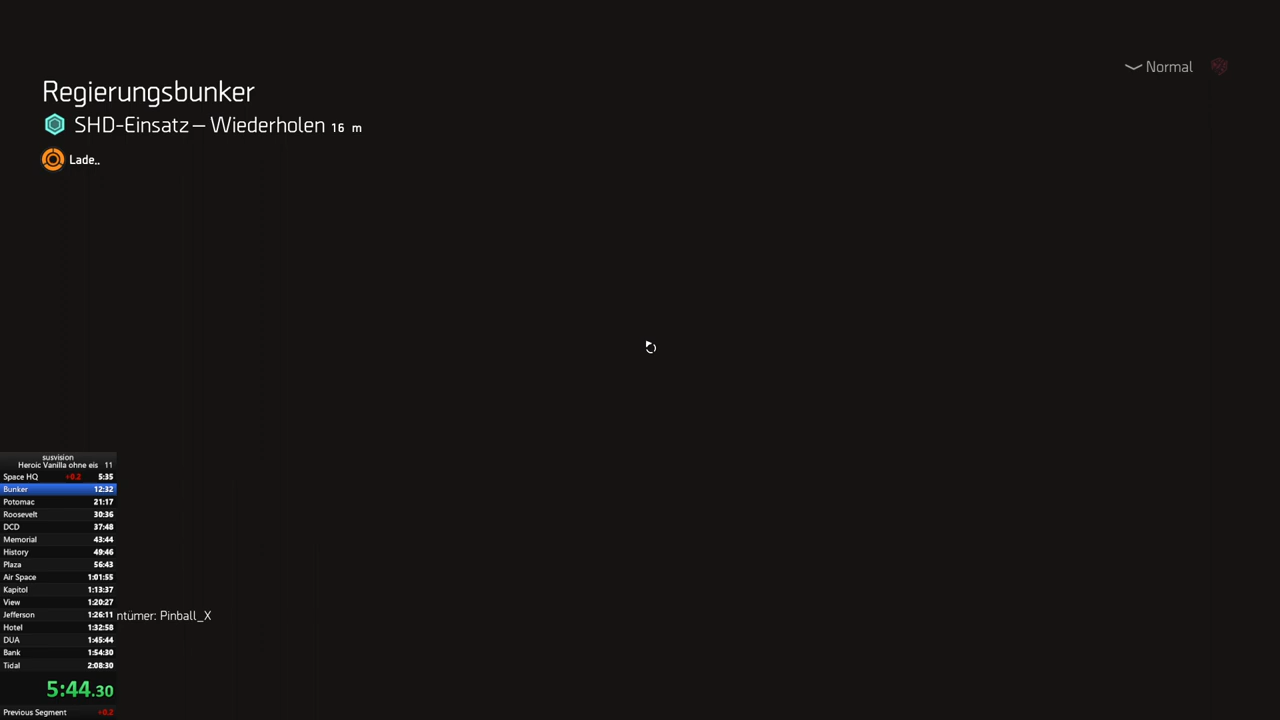 Regierungsbunker
Normal
SHD-Einsatz – Wiederholen 16 m
Lade..
susvision
Heroic Vanilla ohne eis 11
Space HQ +0.2 5:35
Bunker 12:32
Potomac 21:17
Roosevelt 30:36
DCD 37:48
Memorial 43:44
History 49:46
Plaza 56:43
Air Space 1:01:55
Kapitol 1:13:37
View 1:20:27
Jefferson 1:26:11
ntümer: Pinball_X
Hotel 1:32:58
DUA 1:45:44
Bank 1:54:30
Tidal 2:08:30
5:44.30
Previous Segment +0.2